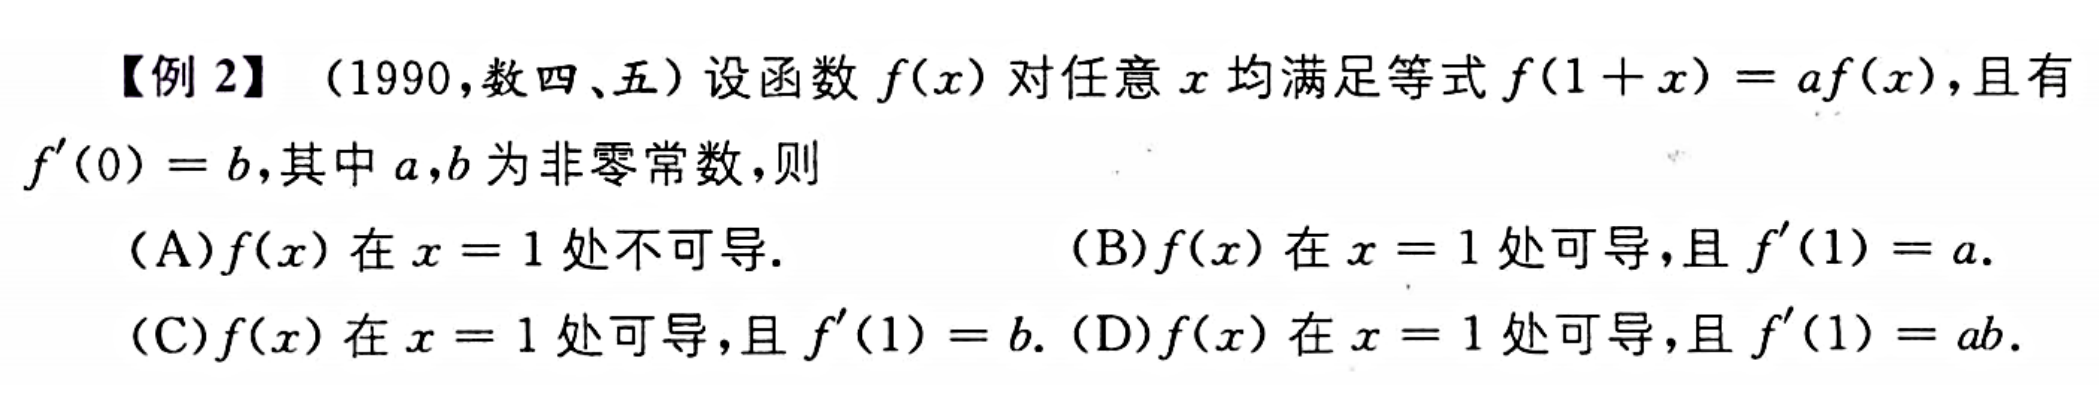 【例 2】 (1990,数四、五) 设函数 f(x) 对任意 x 均满足等式 f(1+x) = af(x),且有
f′(0) = b,其中 a,b 为非零常数,则
(A)f(x) 在 x = 1 处不可导. (B)f(x) 在 x = 1 处可导,且 f′(1) = a.
(C)f(x) 在 x = 1 处可导,且 f′(1) = b. (D)f(x) 在 x = 1 处可导,且 f′(1) = ab.